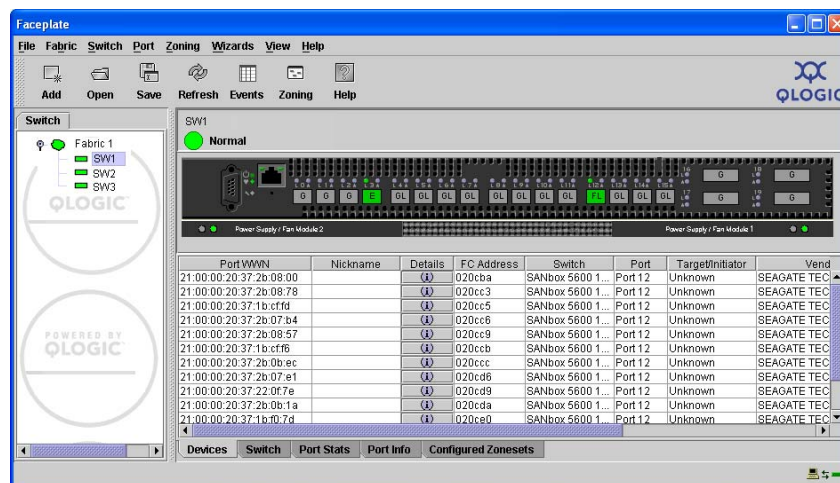 Faceplate
File Fabric Switch Port Zoning Wizards View Help
Add Open Save Refresh Events Zoning Help
QLOGIC
Switch
Fabric 1
SW1
SW2
SW3
QLOGIC
POWERED BY
QLOGIC
SW1
Normal
G G G E GL GL GL GL GL GL GL GL FL GL GL GL
G G
G G
Power Supply / Fan Module 2 Power Supply / Fan Module 1
Port WWN Nickname Details FC Address Switch Port Target/Initiator Vend
21:00:00:20:37:2b:08:00 (i) 020cba SANbox 5600 1... Port 12 Unknown SEAGATE TEC
21:00:00:20:37:2b:08:78 (i) 020cc3 SANbox 5600 1... Port 12 Unknown SEAGATE TEC
21:00:00:20:37:1b:cf:fd (i) 020cc5 SANbox 5600 1... Port 12 Unknown SEAGATE TEC
21:00:00:20:37:2b:07:b4 (i) 020cc6 SANbox 5600 1... Port 12 Unknown SEAGATE TEC
21:00:00:20:37:2b:08:57 (i) 020cc9 SANbox 5600 1... Port 12 Unknown SEAGATE TEC
21:00:00:20:37:1b:cf:f6 (i) 020ccb SANbox 5600 1... Port 12 Unknown SEAGATE TEC
21:00:00:20:37:2b:0b:ec (i) 020ccc SANbox 5600 1... Port 12 Unknown SEAGATE TEC
21:00:00:20:37:2b:07:e1 (i) 020cd6 SANbox 5600 1... Port 12 Unknown SEAGATE TEC
21:00:00:20:37:22:0f:7e (i) 020cd9 SANbox 5600 1... Port 12 Unknown SEAGATE TEC
21:00:00:20:37:2b:0b:1a (i) 020cda SANbox 5600 1... Port 12 Unknown SEAGATE TEC
21:00:00:20:37:1b:f0:7d (i) 020ce0 SANbox 5600 1... Port 12 Unknown SEAGATE TEC
Devices Switch Port Stats Port Info Configured Zonesets